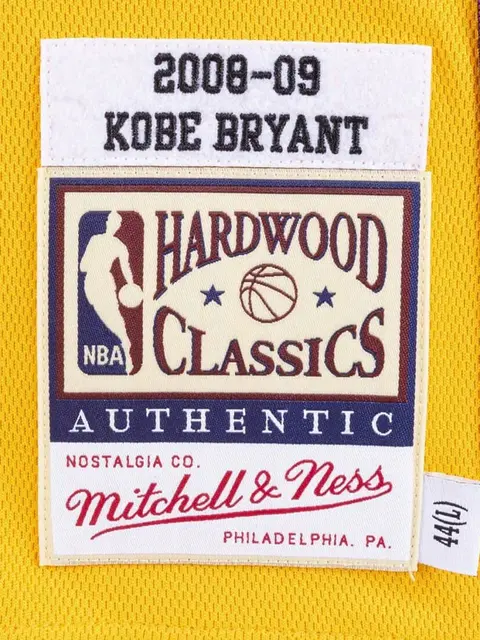 2008-09
KOBE BRYANT
HARDWOOD
CLASSICS
NBA
AUTHENTIC
NOSTALGIA CO.
Mitchell & Ness
PHILADELPHIA. PA.
44(L)